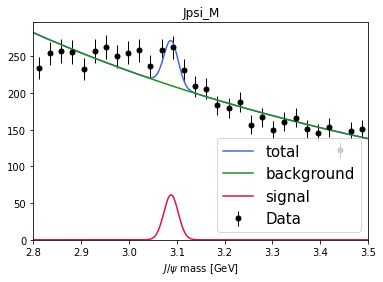 Jpsi_M
250
200
150
100
50
0
total
background
signal
Data
2.8 2.9 3.0 3.1 3.2 3.3 3.4 3.5
J/ψ mass [GeV]